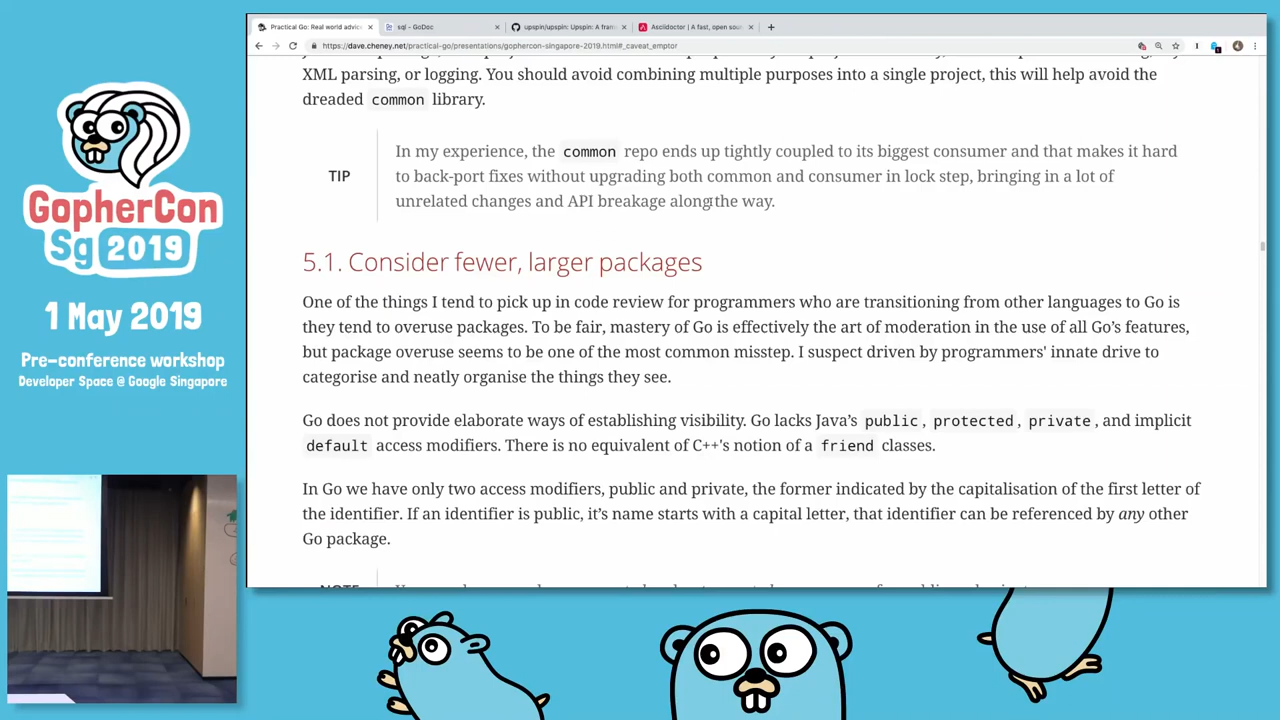 GopherCon
Sg 2019
1 May 2019
Pre-conference workshop
Developer Space @ Google Singapore
Practical Go: Real world advic
sql - GoDoc
upspin/upspin: Upspin: A fram
Asciidoctor | A fast, open sou
https://dave.cheney.net/practical-go/presentations/gophercon-singapore-2019.html#_caveat_emptor
XML parsing, or logging. You should avoid combining multiple purposes into a single project, this will help avoid the
dreaded common library.
TIP
In my experience, the common repo ends up tightly coupled to its biggest consumer and that makes it hard
to back-port fixes without upgrading both common and consumer in lock step, bringing in a lot of
unrelated changes and API breakage along the way.
5.1. Consider fewer, larger packages
One of the things I tend to pick up in code review for programmers who are transitioning from other languages to Go is
they tend to overuse packages. To be fair, mastery of Go is effectively the art of moderation in the use of all Go’s features,
but package overuse seems to be one of the most common misstep. I suspect driven by programmers' innate drive to
categorise and neatly organise the things they see.
Go does not provide elaborate ways of establishing visibility. Go lacks Java’s public, protected, private, and implicit
default access modifiers. There is no equivalent of C++'s notion of a friend classes.
In Go we have only two access modifiers, public and private, the former indicated by the capitalisation of the first letter of
the identifier. If an identifier is public, it’s name starts with a capital letter, that identifier can be referenced by any other
Go package.
NOTE